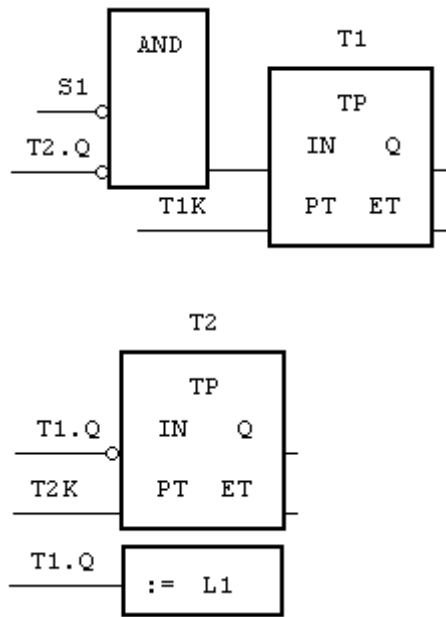 AND
T1
S1
TP
T2.Q
IN Q
T1K
PT ET
T2
TP
T1.Q
IN Q
T2K
PT ET
T1.Q
:= L1